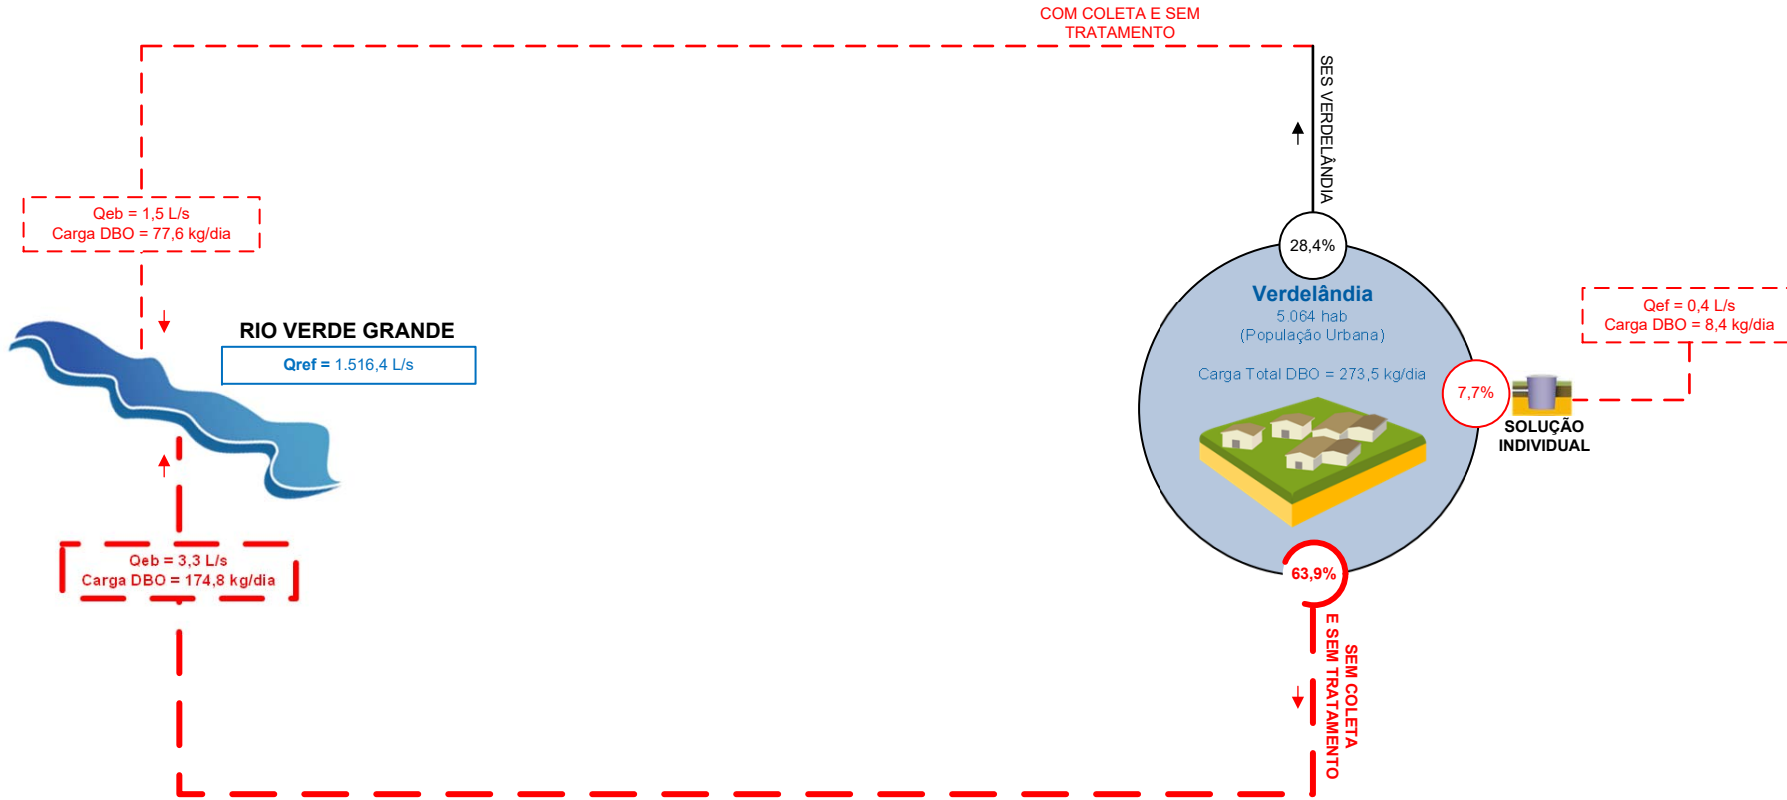 COM COLETA E SEM
TRATAMENTO
SES VERDELÂNDIA
Qeb = 1,5 L/s
Carga DBO = 77,6 kg/dia
28,4%
Verdelândia
5.064 hab
(População Urbana)
Carga Total DBO = 273,5 kg/dia
Qef = 0,4 L/s
Carga DBO = 8,4 kg/dia
RIO VERDE GRANDE
Qref = 1.516,4 L/s
7,7%
SOLUÇÃO
INDIVIDUAL
Qeb = 3,3 L/s
Carga DBO = 174,8 kg/dia
63,9%
SEM COLETA
E SEM TRATAMENTO